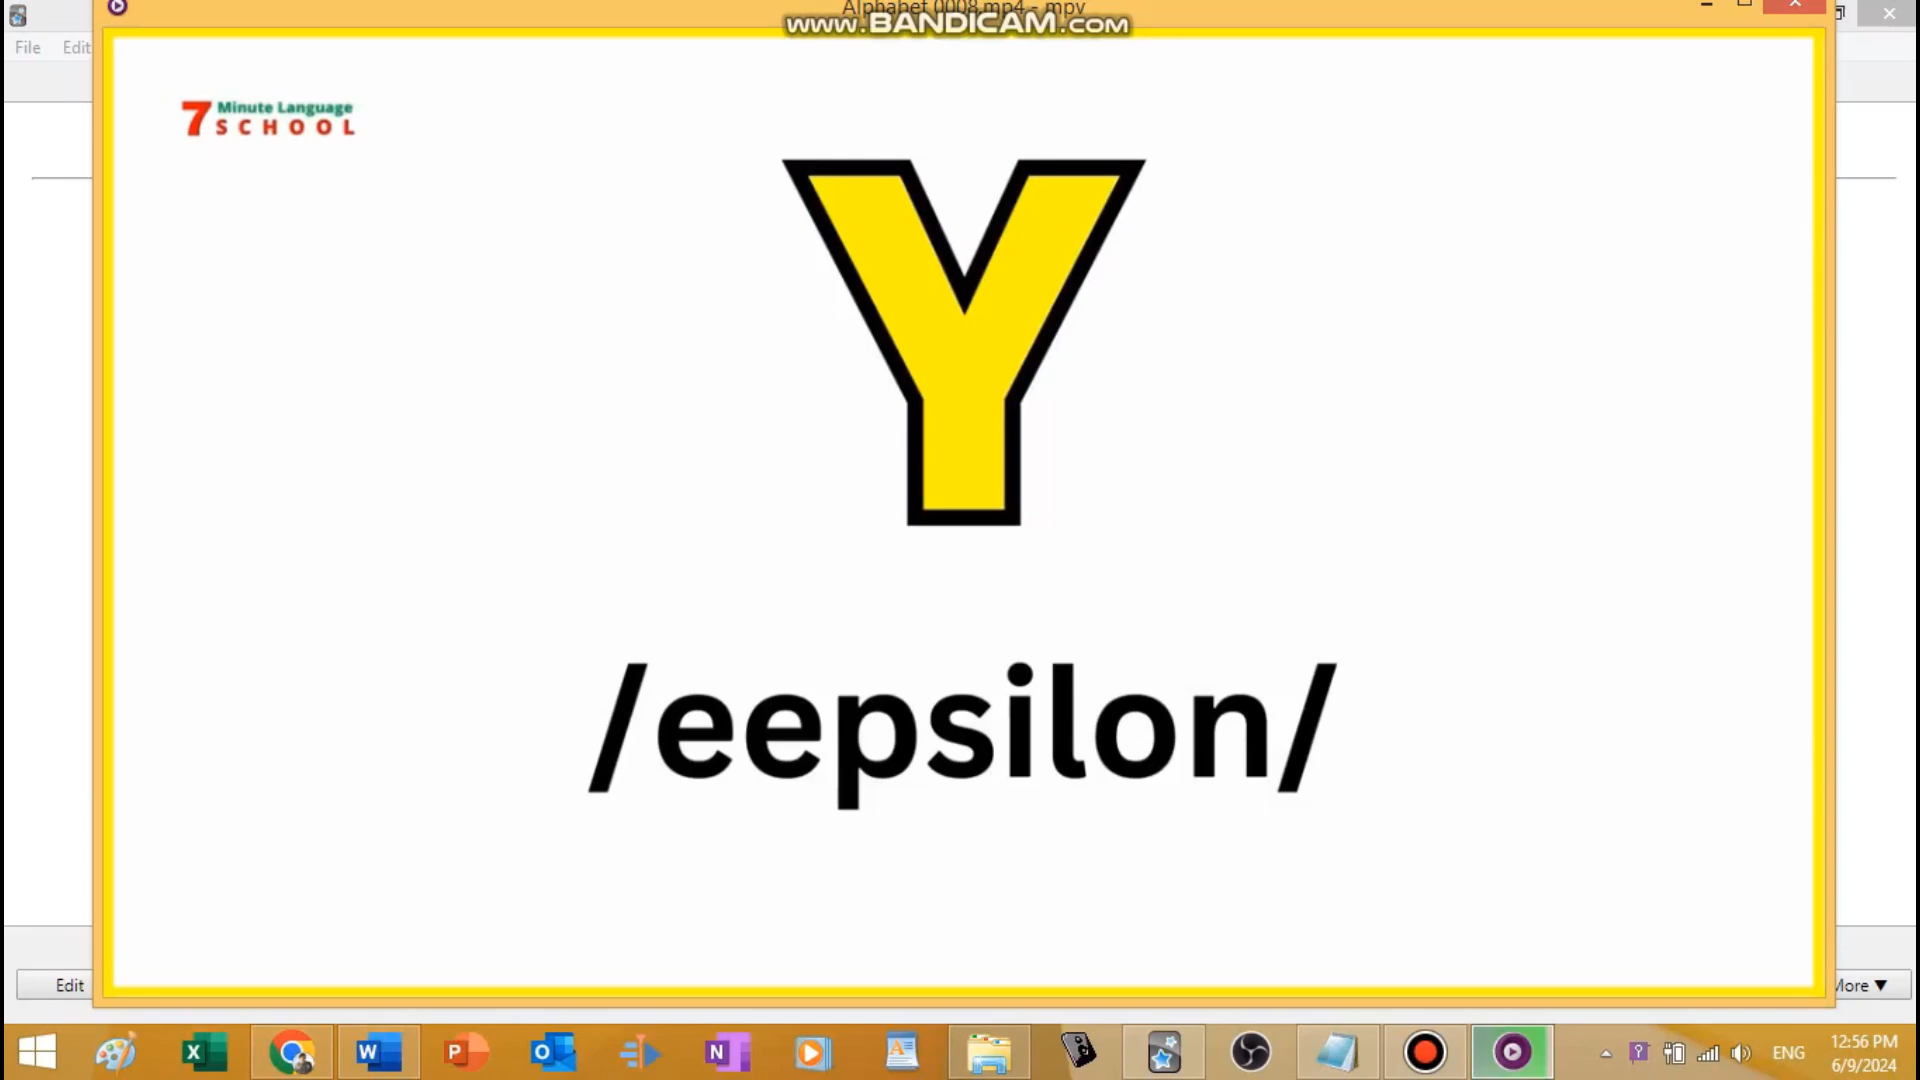 Alphabet 0008.mp4 - mpv
www.BANDICAM.com
File Edit
7 Minute Language
SCHOOL
Y
/eepsilon/
Edit
More ▼
ENG
12:56 PM
6/9/2024